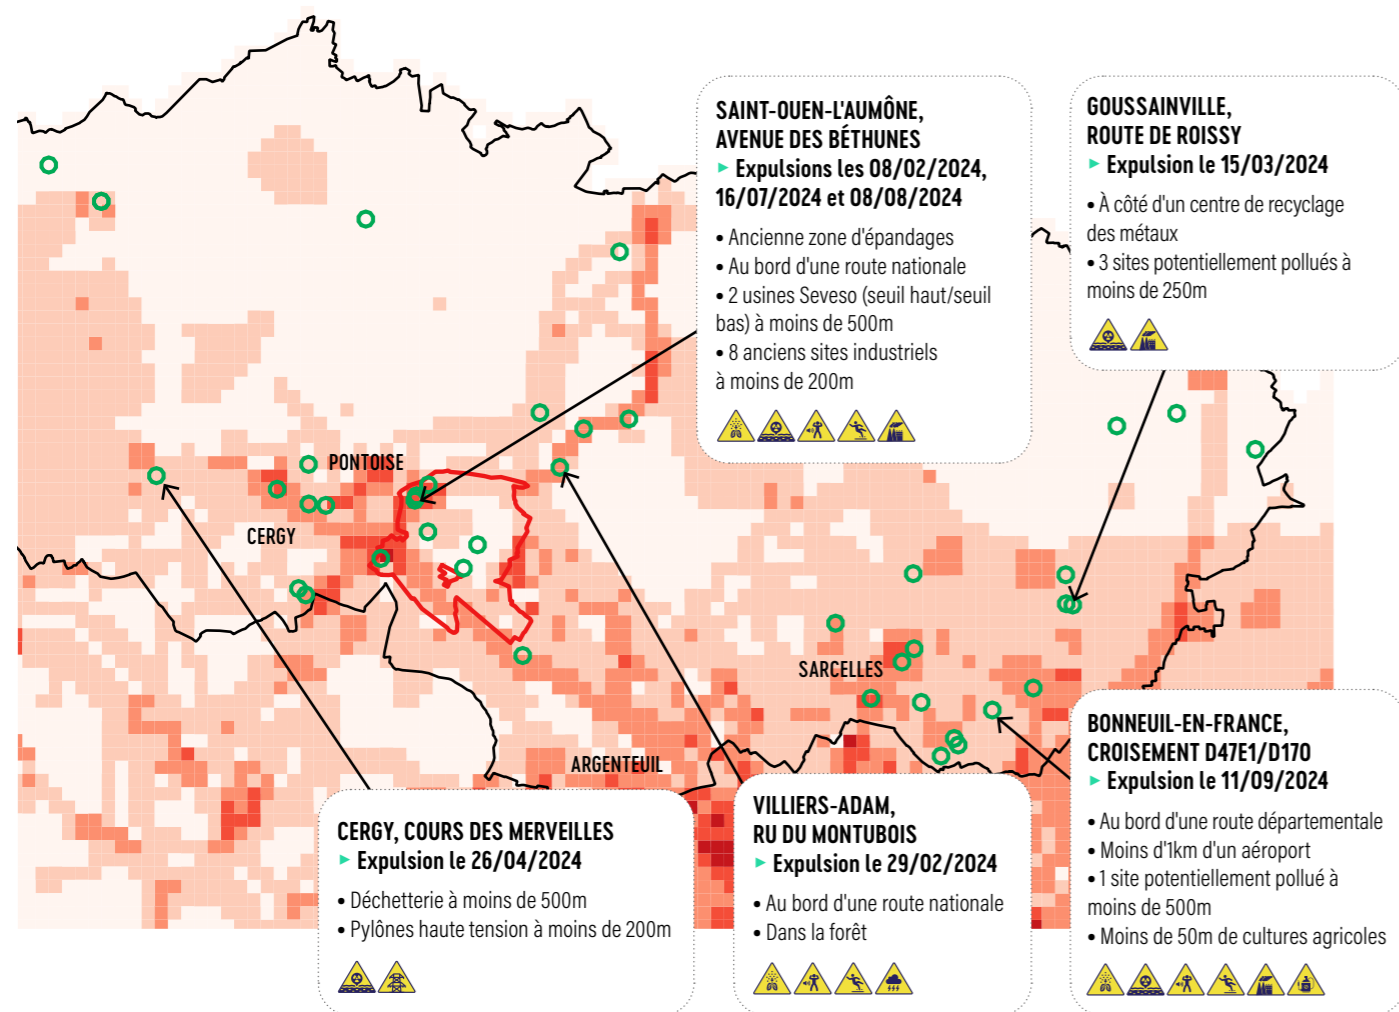 SAINT-OUEN-L'AUMÔNE,
AVENUE DES BÉTHUNES
► Expulsions les 08/02/2024,
16/07/2024 et 08/08/2024
• Ancienne zone d'épandages
• Au bord d'une route nationale
• 2 usines Seveso (seuil haut/seuil
bas) à moins de 500m
• 8 anciens sites industriels
à moins de 200m
GOUSSAINVILLE,
ROUTE DE ROISSY
► Expulsion le 15/03/2024
• À côté d'un centre de recyclage
des métaux
• 3 sites potentiellement pollués à
moins de 250m
PONTOISE
CERGY
SARCELLES
ARGENTEUIL
CERGY, COURS DES MERVEILLES
► Expulsion le 26/04/2024
• Déchetterie à moins de 500m
• Pylônes haute tension à moins de 200m
VILLIERS-ADAM,
RU DU MONTUBOIS
► Expulsion le 29/02/2024
• Au bord d'une route nationale
• Dans la forêt
BONNEUIL-EN-FRANCE,
CROISEMENT D47E1/D170
► Expulsion le 11/09/2024
• Au bord d'une route départementale
• Moins d'1km d'un aéroport
• 1 site potentiellement pollué à
moins de 500m
• Moins de 50m de cultures agricoles